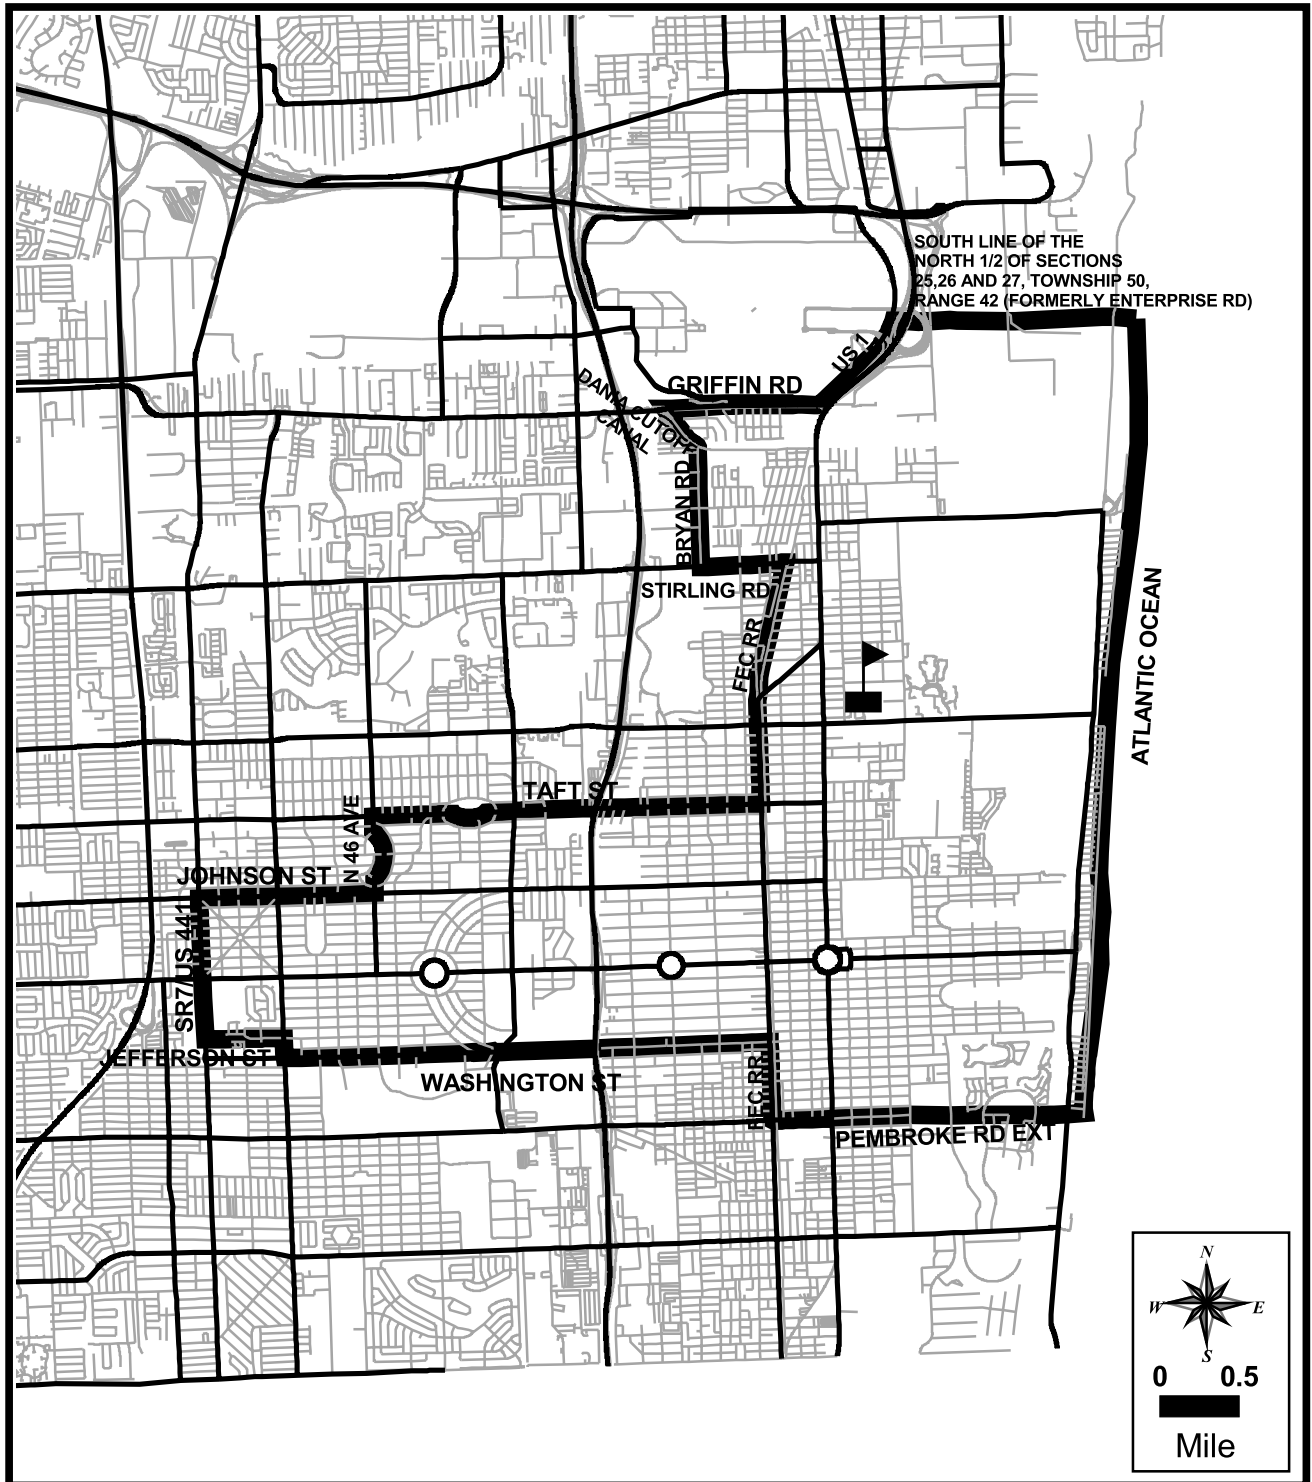 SOUTH LINE OF THE
NORTH 1/2 OF SECTIONS
25,26 AND 27, TOWNSHIP 50,
RANGE 42 (FORMERLY ENTERPRISE RD)
US 1
GRIFFIN RD
DANIA CUTOFF
CANAL
BRYAN RD
STIRLING RD
FEC RR
ATLANTIC OCEAN
TAFT ST
N 46 AVE
JOHNSON ST
SR7/US 441
JEFFERSON ST
WASHINGTON ST
FEC RR
PEMBROKE RD EXT
N
W
E
S
0 0.5
Mile